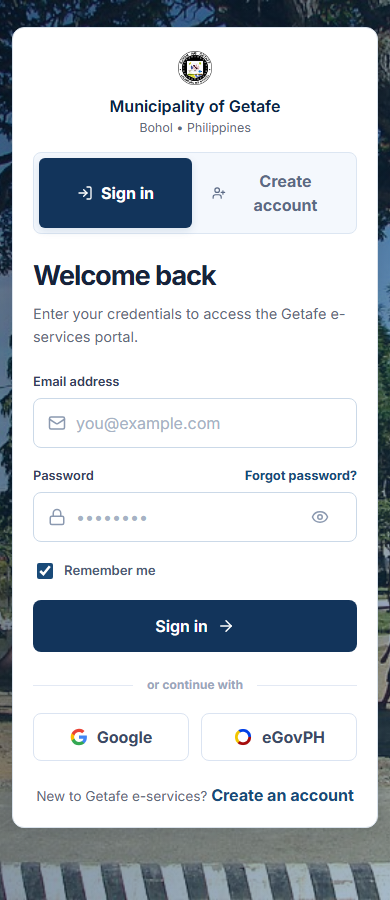 Municipality of Getafe
Bohol • Philippines
Sign in
Create
account
Welcome back
Enter your credentials to access the Getafe e-
services portal.
Email address
you@example.com
Password
Forgot password?
Remember me
Sign in
or continue with
Google
eGovPH
New to Getafe e-services? Create an account